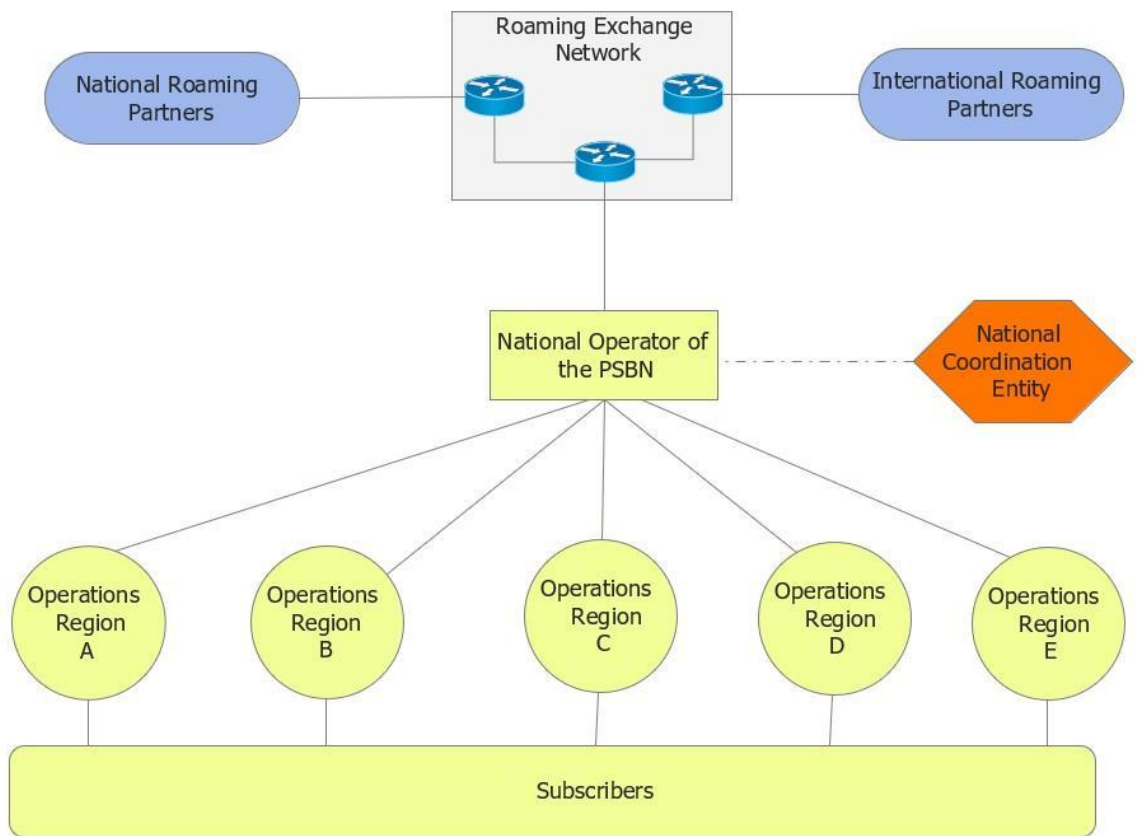 Roaming Exchange
Network
National Roaming
Partners
International Roaming
Partners
National Operator of
the PSBN
National
Coordination
Entity
Operations
Region
A
Operations
Region
B
Operations
Region
C
Operations
Region
D
Operations
Region
E
Subscribers